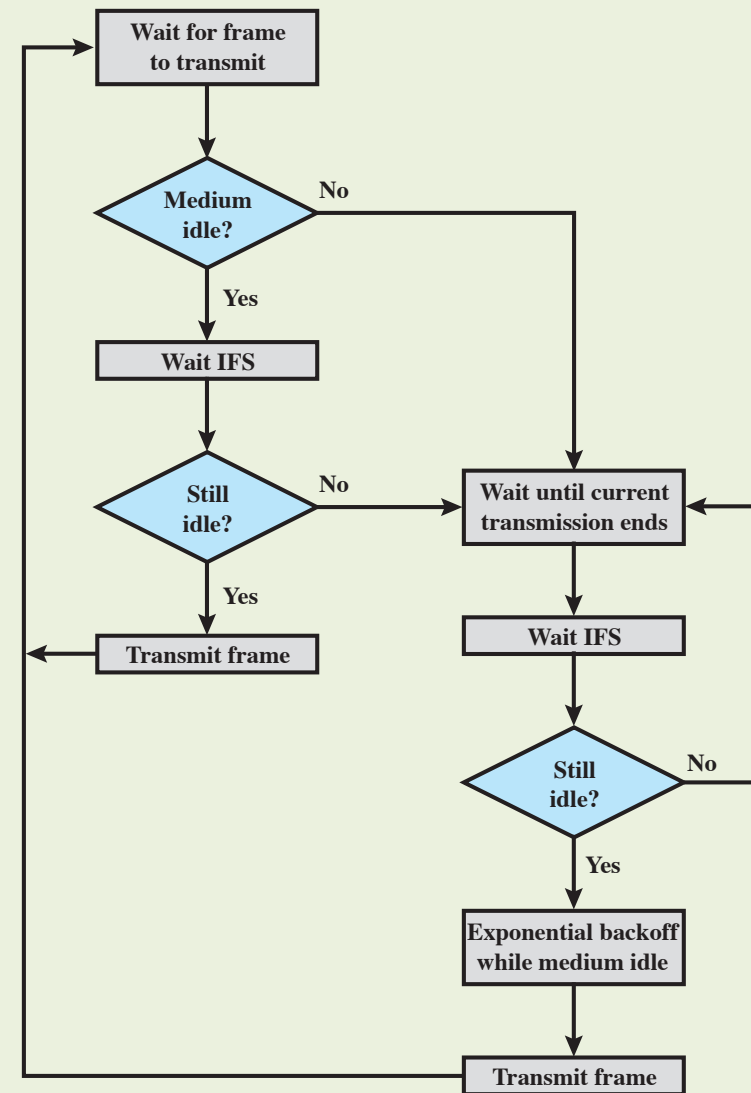 Wait for frame
to transmit
Medium
idle?
No
Yes
Wait IFS
Still
idle?
No
Yes
Transmit frame
Wait until current
transmission ends
Wait IFS
Still
idle?
No
Yes
Exponential backoff
while medium idle
Transmit frame